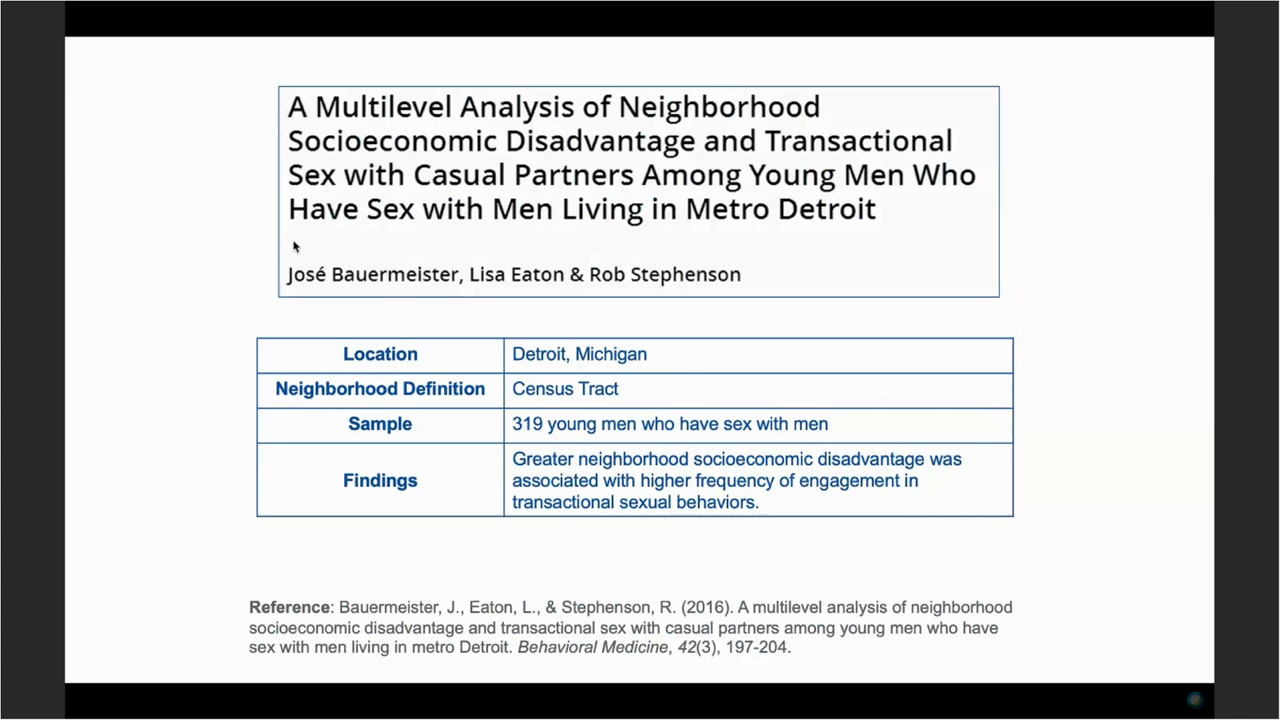 A Multilevel Analysis of Neighborhood
Socioeconomic Disadvantage and Transactional
Sex with Casual Partners Among Young Men Who
Have Sex with Men Living in Metro Detroit
José Bauermeister, Lisa Eaton & Rob Stephenson
Location
Detroit, Michigan
Neighborhood Definition
Census Tract
Sample
319 young men who have sex with men
Findings
Greater neighborhood socioeconomic disadvantage was
associated with higher frequency of engagement in
transactional sexual behaviors.
Reference: Bauermeister, J., Eaton, L., & Stephenson, R. (2016). A multilevel analysis of neighborhood
socioeconomic disadvantage and transactional sex with casual partners among young men who have
sex with men living in metro Detroit. Behavioral Medicine, 42(3), 197-204.